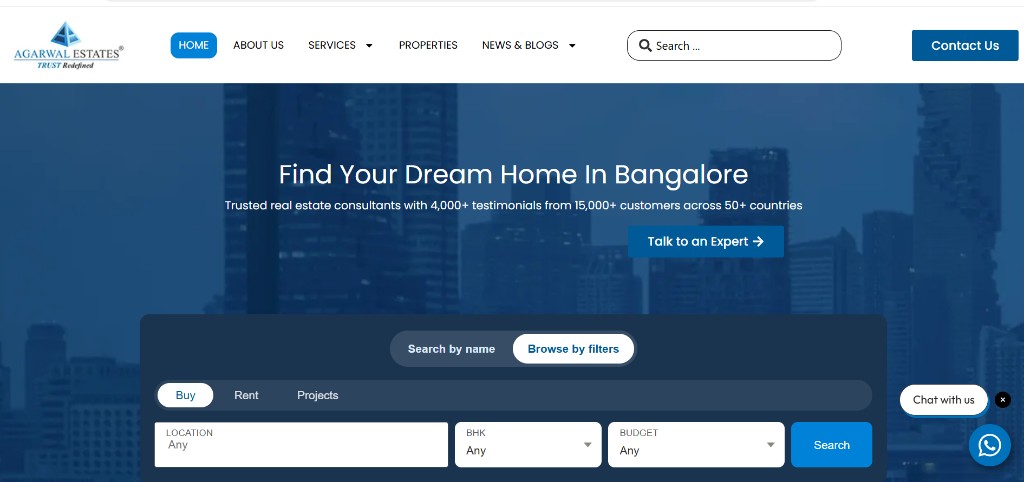 AGARWAL ESTATES®
TRUST Redefined
HOME
ABOUT US
SERVICES
PROPERTIES
NEWS & BLOGS
Search ...
Contact Us
Find Your Dream Home In Bangalore
Trusted real estate consultants with 4,000+ testimonials from 15,000+ customers across 50+ countries
Talk to an Expert
Search by name
Browse by filters
Buy
Rent
Projects
Chat with us
LOCATION
Any
BHK
Any
BUDGET
Any
Search